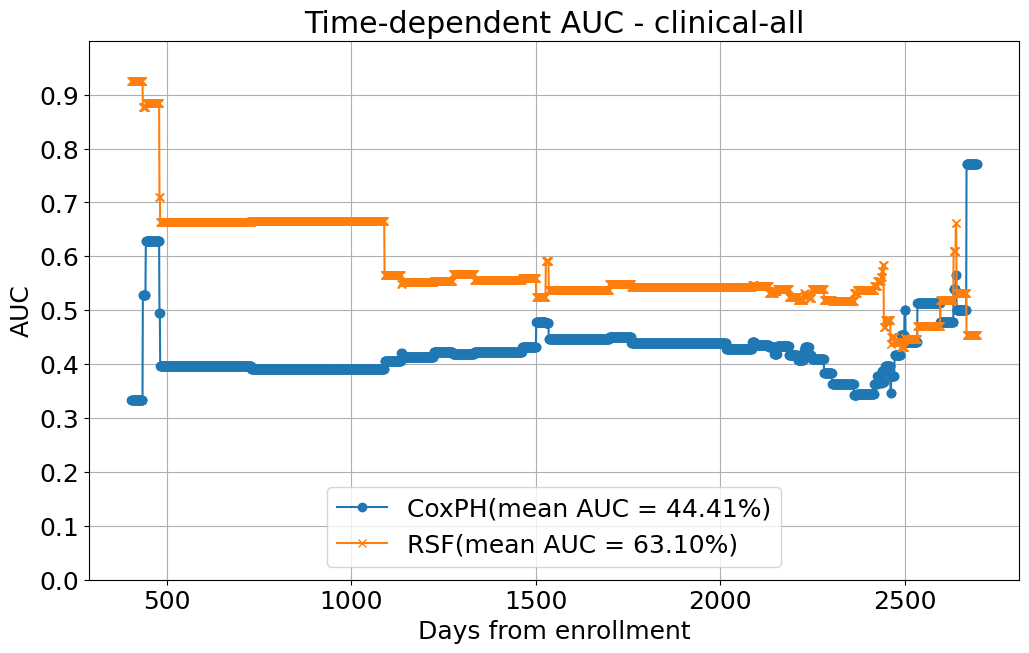 Time-dependent AUC - clinical-all
AUC
0.9
0.8
0.7
0.6
0.5
0.4
0.3
0.2
0.1
0.0
CoxPH(mean AUC = 44.41%)
RSF(mean AUC = 63.10%)
500 1000 1500 2000 2500
Days from enrollment